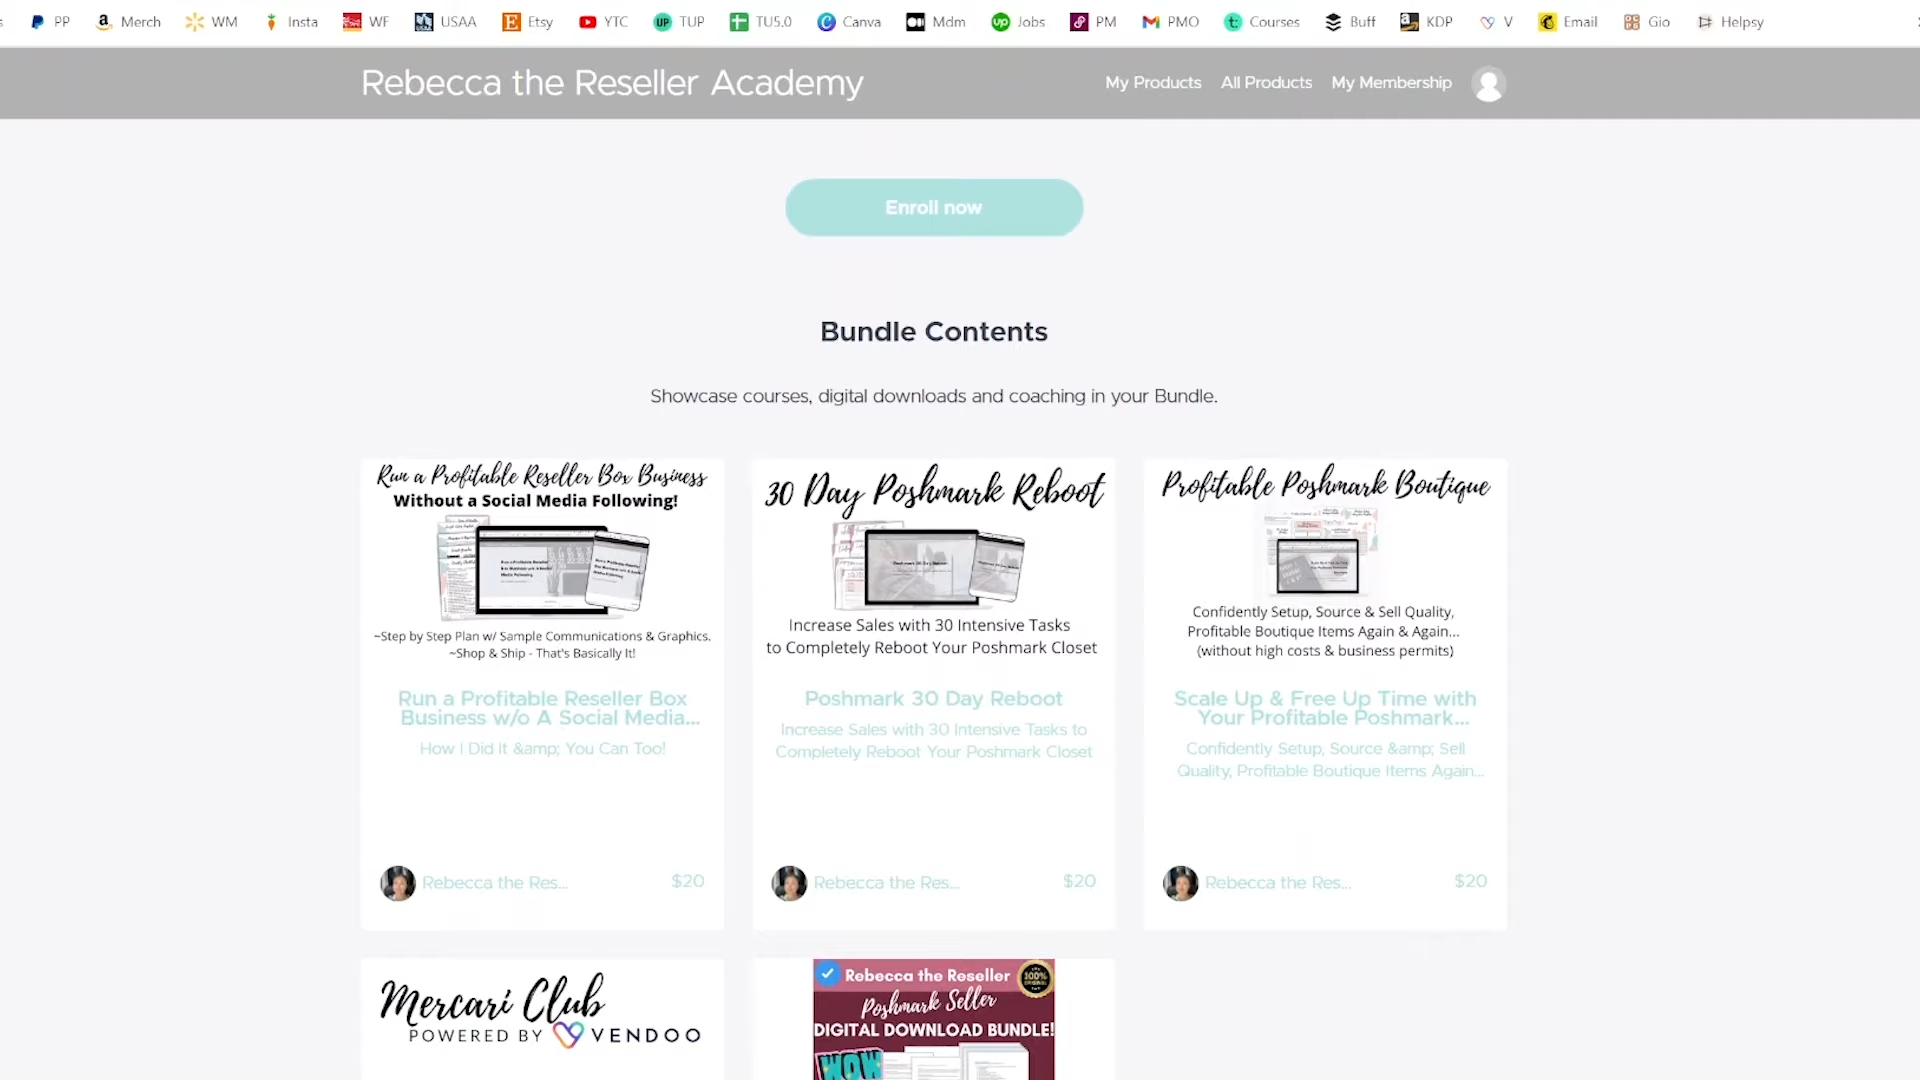 PP Merch WM Insta WF USAA Etsy YTC TUP TU5.0 Canva Mdm Jobs PM PMO Courses Buff KDP V Email Gio Helpsy
Rebecca the Reseller Academy
My Products All Products My Membership
Enroll now
Bundle Contents
Showcase courses, digital downloads and coaching in your Bundle.
Run a Profitable Reseller Box Business
Without a Social Media Following!
~Step by Step Plan w/ Sample Communications & Graphics.
~Shop & Ship - That's Basically It!
Run a Profitable Reseller Box
Business w/o A Social Media...
How I Did It &amp; You Can Too!
Rebecca the Res... $20
30 Day Poshmark Reboot
Increase Sales with 30 Intensive Tasks
to Completely Reboot Your Poshmark Closet
Poshmark 30 Day Reboot
Increase Sales with 30 Intensive Tasks to
Completely Reboot Your Poshmark Closet
Rebecca the Res... $20
Profitable Poshmark Boutique
Confidently Setup, Source & Sell Quality,
Profitable Boutique Items Again & Again...
(without high costs & business permits)
Scale Up & Free Up Time with
Your Profitable Poshmark...
Confidently Setup, Source &amp; Sell
Quality, Profitable Boutique Items Again...
Rebecca the Res... $20
Mercari Club
POWERED BY VENDOO
Rebecca the Reseller
100%
Poshmark Seller
DIGITAL DOWNLOAD BUNDLE!
WOW